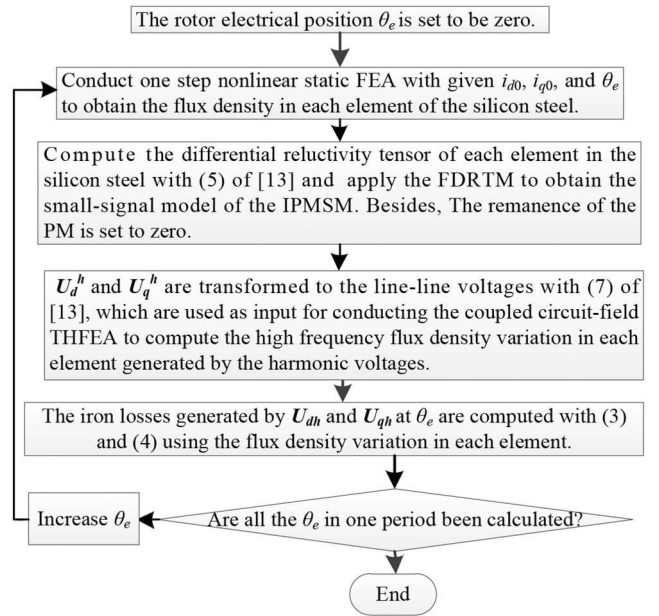 The rotor electrical position θe is set to be zero.
Conduct one step nonlinear static FEA with given id0, iq0, and θe
to obtain the flux density in each element of the silicon steel.
Compute the differential reluctivity tensor of each element in the
silicon steel with (5) of [13] and apply the FDRTM to obtain the
small-signal model of the IPMSM. Besides, The remanence of the
PM is set to zero.
Ud^h and Uq^h are transformed to the line-line voltages with (7) of
[13], which are used as input for conducting the coupled circuit-field
THFEA to compute the high frequency flux density variation in each
element generated by the harmonic voltages.
The iron losses generated by Udh and Uqh at θe are computed with (3)
and (4) using the flux density variation in each element.
Increase θe
Are all the θe in one period been calculated?
End